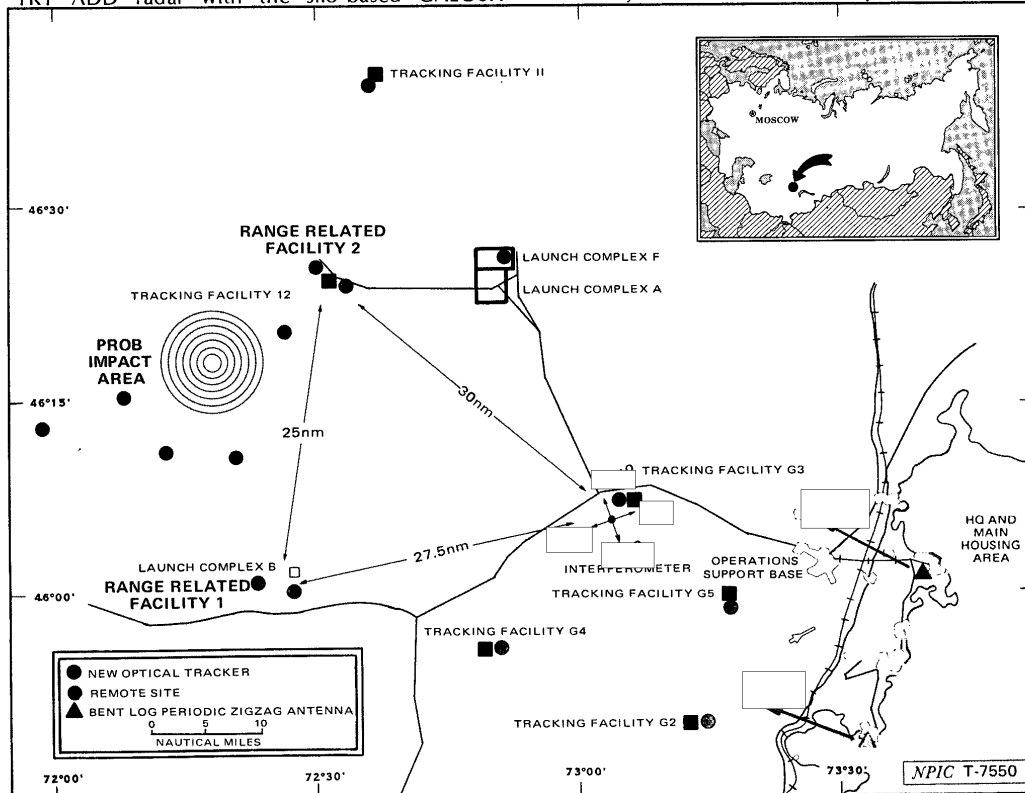 TRACKING FACILITY II
MOSCOW
46°30'
RANGE RELATED
FACILITY 2
LAUNCH COMPLEX F
LAUNCH COMPLEX A
TRACKING FACILITY 12
PROB
IMPACT
AREA
30nm
46°15'
25nm
TRACKING FACILITY G3
HQ AND
MAIN
HOUSING
AREA
27.5nm
INTERFEROMETER
OPERATIONS
SUPPORT BASE
LAUNCH COMPLEX B
RANGE RELATED
FACILITY 1
46°00'
TRACKING FACILITY G5
TRACKING FACILITY G4
NEW OPTICAL TRACKER
REMOTE SITE
BENT LOG PERIODIC ZIGZAG ANTENNA
0 5 10
NAUTICAL MILES
TRACKING FACILITY G2
72°00'
72°30'
73°00'
73°30'
NPIC T-7550